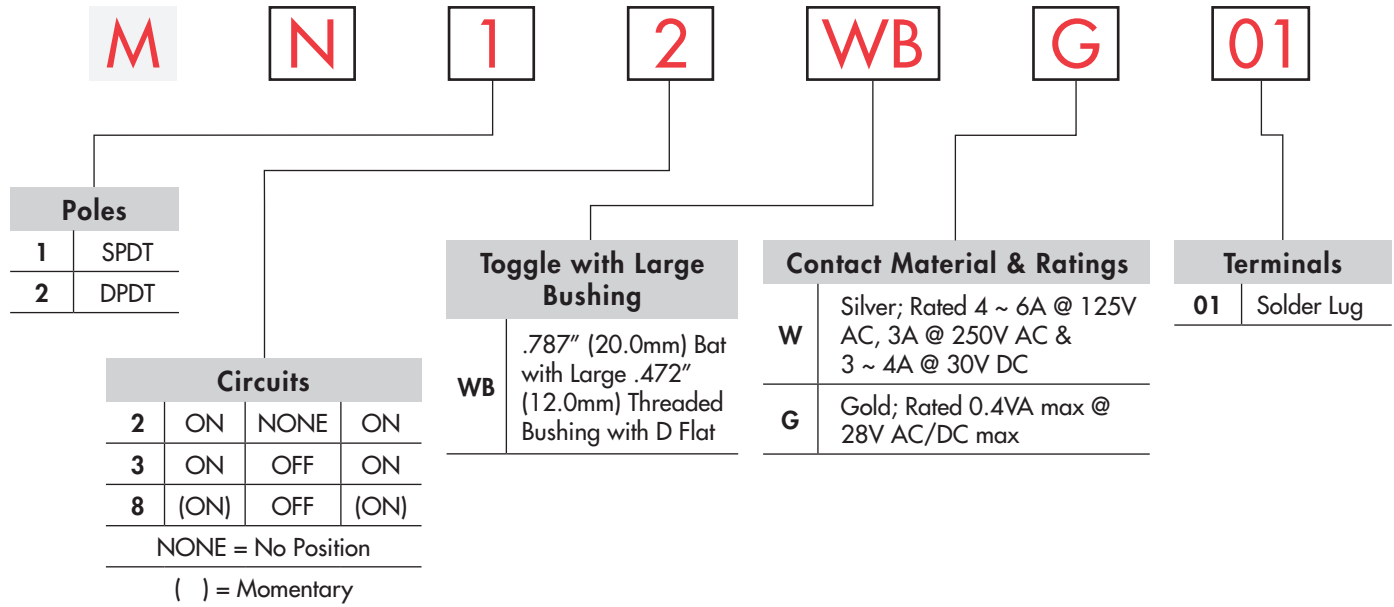 M N 1 2 WB G 01
Poles
1 SPDT
2 DPDT
Circuits
2 ON NONE ON
3 ON OFF ON
8 (ON) OFF (ON)
NONE = No Position
( ) = Momentary
Toggle with Large
Bushing
WB .787” (20.0mm) Bat
with Large .472”
(12.0mm) Threaded
Bushing with D Flat
Contact Material & Ratings
W Silver; Rated 4 ~ 6A @ 125V
AC, 3A @ 250V AC &
3 ~ 4A @ 30V DC
G Gold; Rated 0.4VA max @
28V AC/DC max
Terminals
01 Solder Lug